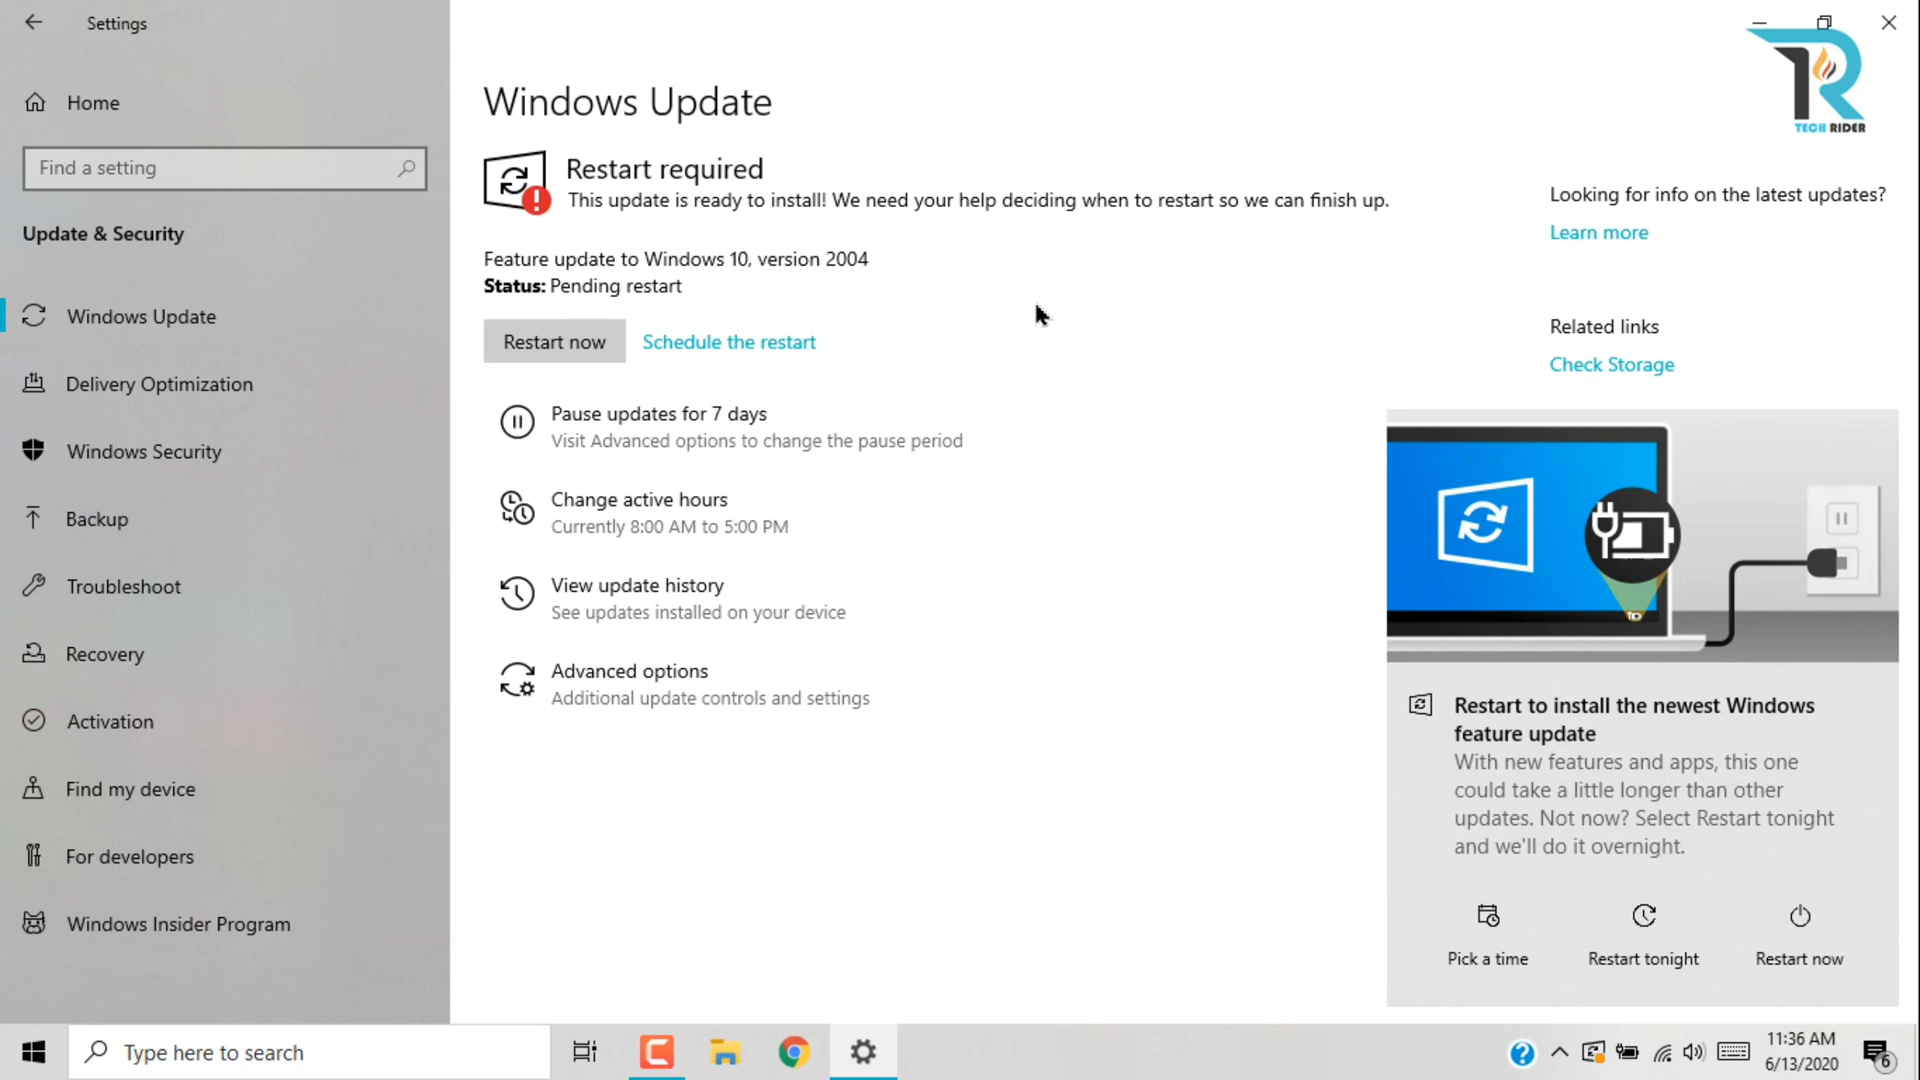 Settings
Home
Find a setting
Update & Security
Windows Update
Delivery Optimization
Windows Security
Backup
Troubleshoot
Recovery
Activation
Find my device
For developers
Windows Insider Program
Windows Update
Restart required
This update is ready to install! We need your help deciding when to restart so we can finish up.
Feature update to Windows 10, version 2004
Status: Pending restart
Restart now
Schedule the restart
Pause updates for 7 days
Visit Advanced options to change the pause period
Change active hours
Currently 8:00 AM to 5:00 PM
View update history
See updates installed on your device
Advanced options
Additional update controls and settings
TECH RIDER
Looking for info on the latest updates?
Learn more
Related links
Check Storage
Restart to install the newest Windows
feature update
With new features and apps, this one
could take a little longer than other
updates. Not now? Select Restart tonight
and we'll do it overnight.
Pick a time
Restart tonight
Restart now
Type here to search
11:36 AM
6/13/2020
6